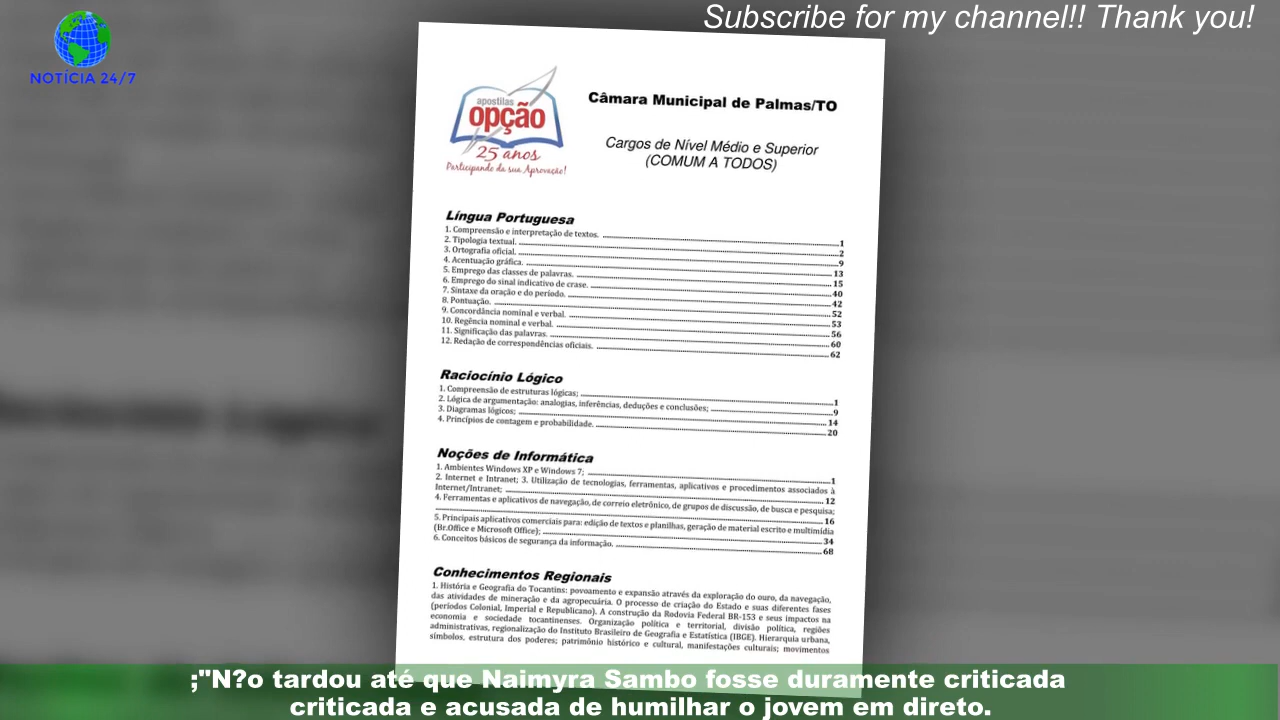 Subscribe for my channel!! Thank you!
NOTÍCIA 24/7
apostilas
opção
25 anos
Participando da sua Aprovação!
Câmara Municipal de Palmas/TO
Cargos de Nível Médio e Superior
(COMUM A TODOS)
Língua Portuguesa
1. Compreensão e interpretação de textos. ........ 1
2. Tipologia textual. ........ 2
3. Ortografia oficial. ........ 9
4. Acentuação gráfica. ........ 13
5. Emprego das classes de palavras. ........ 15
6. Emprego do sinal indicativo de crase. ........ 40
7. Sintaxe da oração e do período. ........ 42
8. Pontuação. ........ 52
9. Concordância nominal e verbal. ........ 53
10. Regência nominal e verbal. ........ 56
11. Significação das palavras. ........ 60
12. Redação de correspondências oficiais. ........ 62
Raciocínio Lógico
1. Compreensão de estruturas lógicas; ........ 1
2. Lógica de argumentação: analogias, inferências, deduções e conclusões; ........ 9
3. Diagramas lógicos; ........ 14
4. Princípios de contagem e probabilidade. ........ 20
Noções de Informática
1. Ambientes Windows XP e Windows 7; ........ 1
2. Internet e Intranet; 3. Utilização de tecnologias, ferramentas, aplicativos e procedimentos associados à
Internet/Intranet; ........ 12
4. Ferramentas e aplicativos de navegação, de correio eletrônico, de grupos de discussão, de busca e pesquisa;
........ 16
5. Principais aplicativos comerciais para: edição de textos e planilhas, geração de material escrito e multimídia
(Br.Office e Microsoft Office); ........ 34
6. Conceitos básicos de segurança da informação. ........ 68
Conhecimentos Regionais
1. História e Geografia do Tocantins: povoamento e expansão através da exploração do ouro, da navegação,
das atividades de mineração e da agropecuária. O processo de criação do Estado e suas diferentes fases
(períodos Colonial, Imperial e Republicano). A construção da Rodovia Federal BR-153 e seus impactos na
economia e sociedade tocantinenses. Organização política e territorial, divisão política, regiões
administrativas, regionalização do Instituto Brasileiro de Geografia e Estatística (IBGE). Hierarquia urbana,
símbolos, estrutura dos poderes; patrimônio histórico e cultural, manifestações culturais; movimentos
;"N?o tardou até que Naimyra Sambo fosse duramente criticada
criticada e acusada de humilhar o jovem em direto.